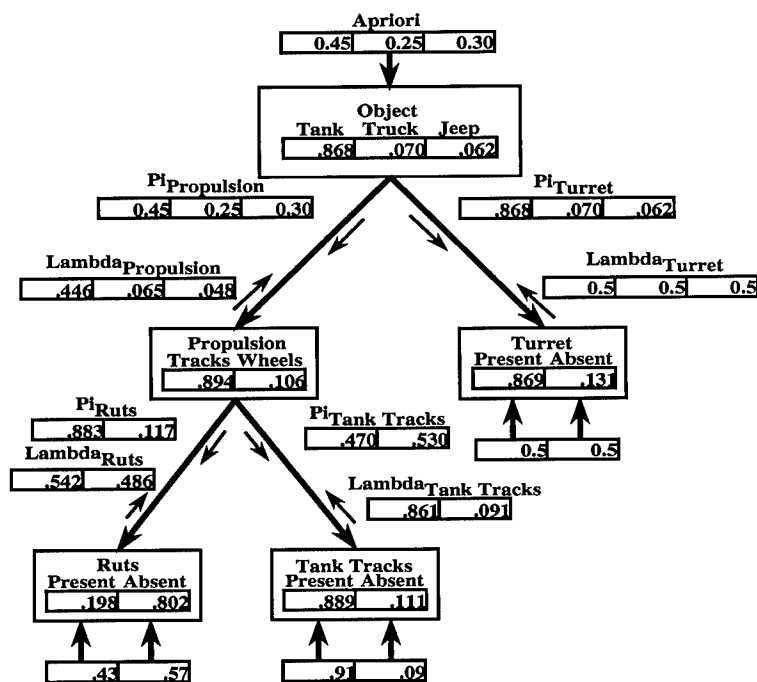 Apriori
0.45 0.25 0.30
Object
Tank Truck Jeep
.868 .070 .062
PiPropulsion
0.45 0.25 0.30
PiTurret
.868 .070 .062
LambdaPropulsion
.446 .065 .048
LambdaTurret
0.5 0.5 0.5
Propulsion
Tracks Wheels
.894 .106
Turret
Present Absent
.869 .131
0.5 0.5
PiRuts
.883 .117
PiTank Tracks
.470 .530
LambdaRuts
.542 .486
LambdaTank Tracks
.861 .091
Ruts
Present Absent
.198 .802
Tank Tracks
Present Absent
.889 .111
.43 .57
.91 .09